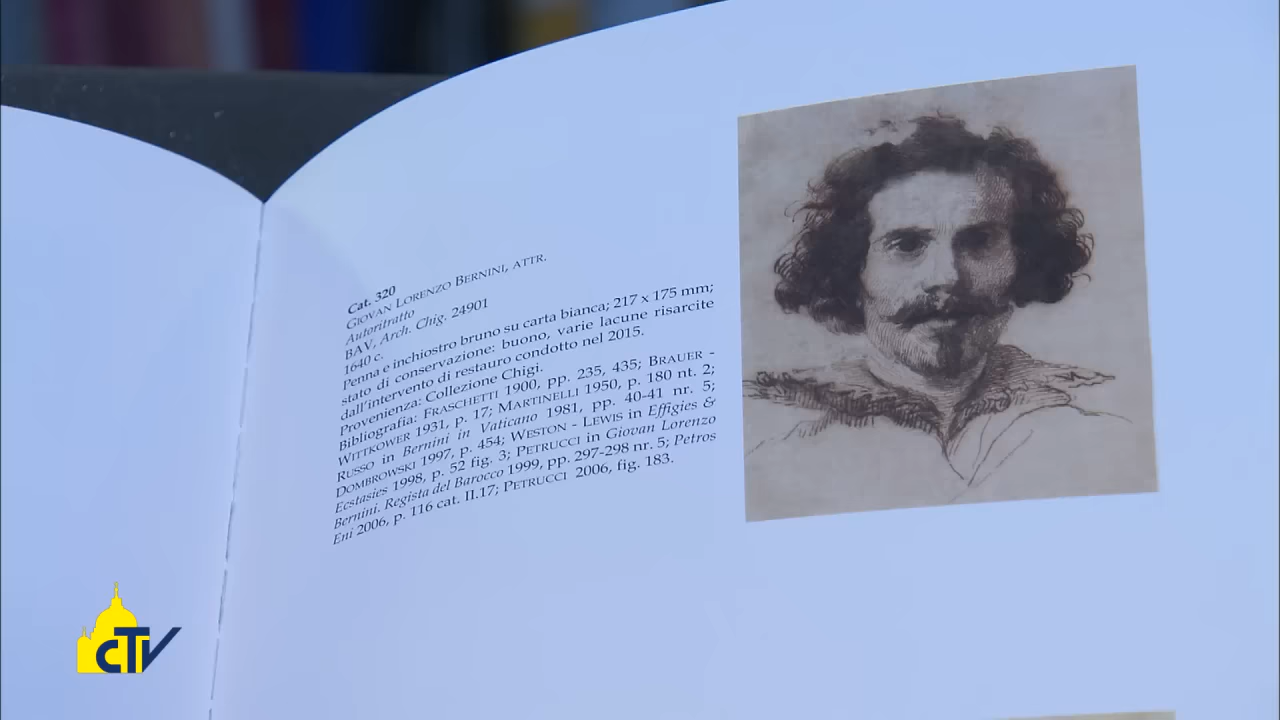 Cat. 320
GIOVAN LORENZO BERNINI, ATTR.
Autoritratto
BAV, Arch. Chig. 24901
1640 c.
Penna e inchiostro bruno su carta bianca; 217 x 175 mm;
stato di conservazione: buono, varie lacune risarcite
dall'intervento di restauro condotto nel 2015.
Provenienza: Collezione Chigi.
Bibliografia: FRASCHETTI 1900, pp. 235, 435; BRAUER -
WITTKOWER 1931, p. 17; MARTINELLI 1950, p. 180 nt. 2;
RUSSO in Bernini in Vaticano 1981, pp. 40-41 nr. 5;
DOMBROWSKI 1997, p. 454; WESTON - LEWIS in Effigies &
Ecstasies 1998, p. 52 fig. 3; PETRUCCI in Giovan Lorenzo
Bernini. Regista del Barocco 1999, pp. 297-298 nr. 5; Petros
Eni 2006, p. 116 cat. II.17; PETRUCCI 2006, fig. 183.
CTV